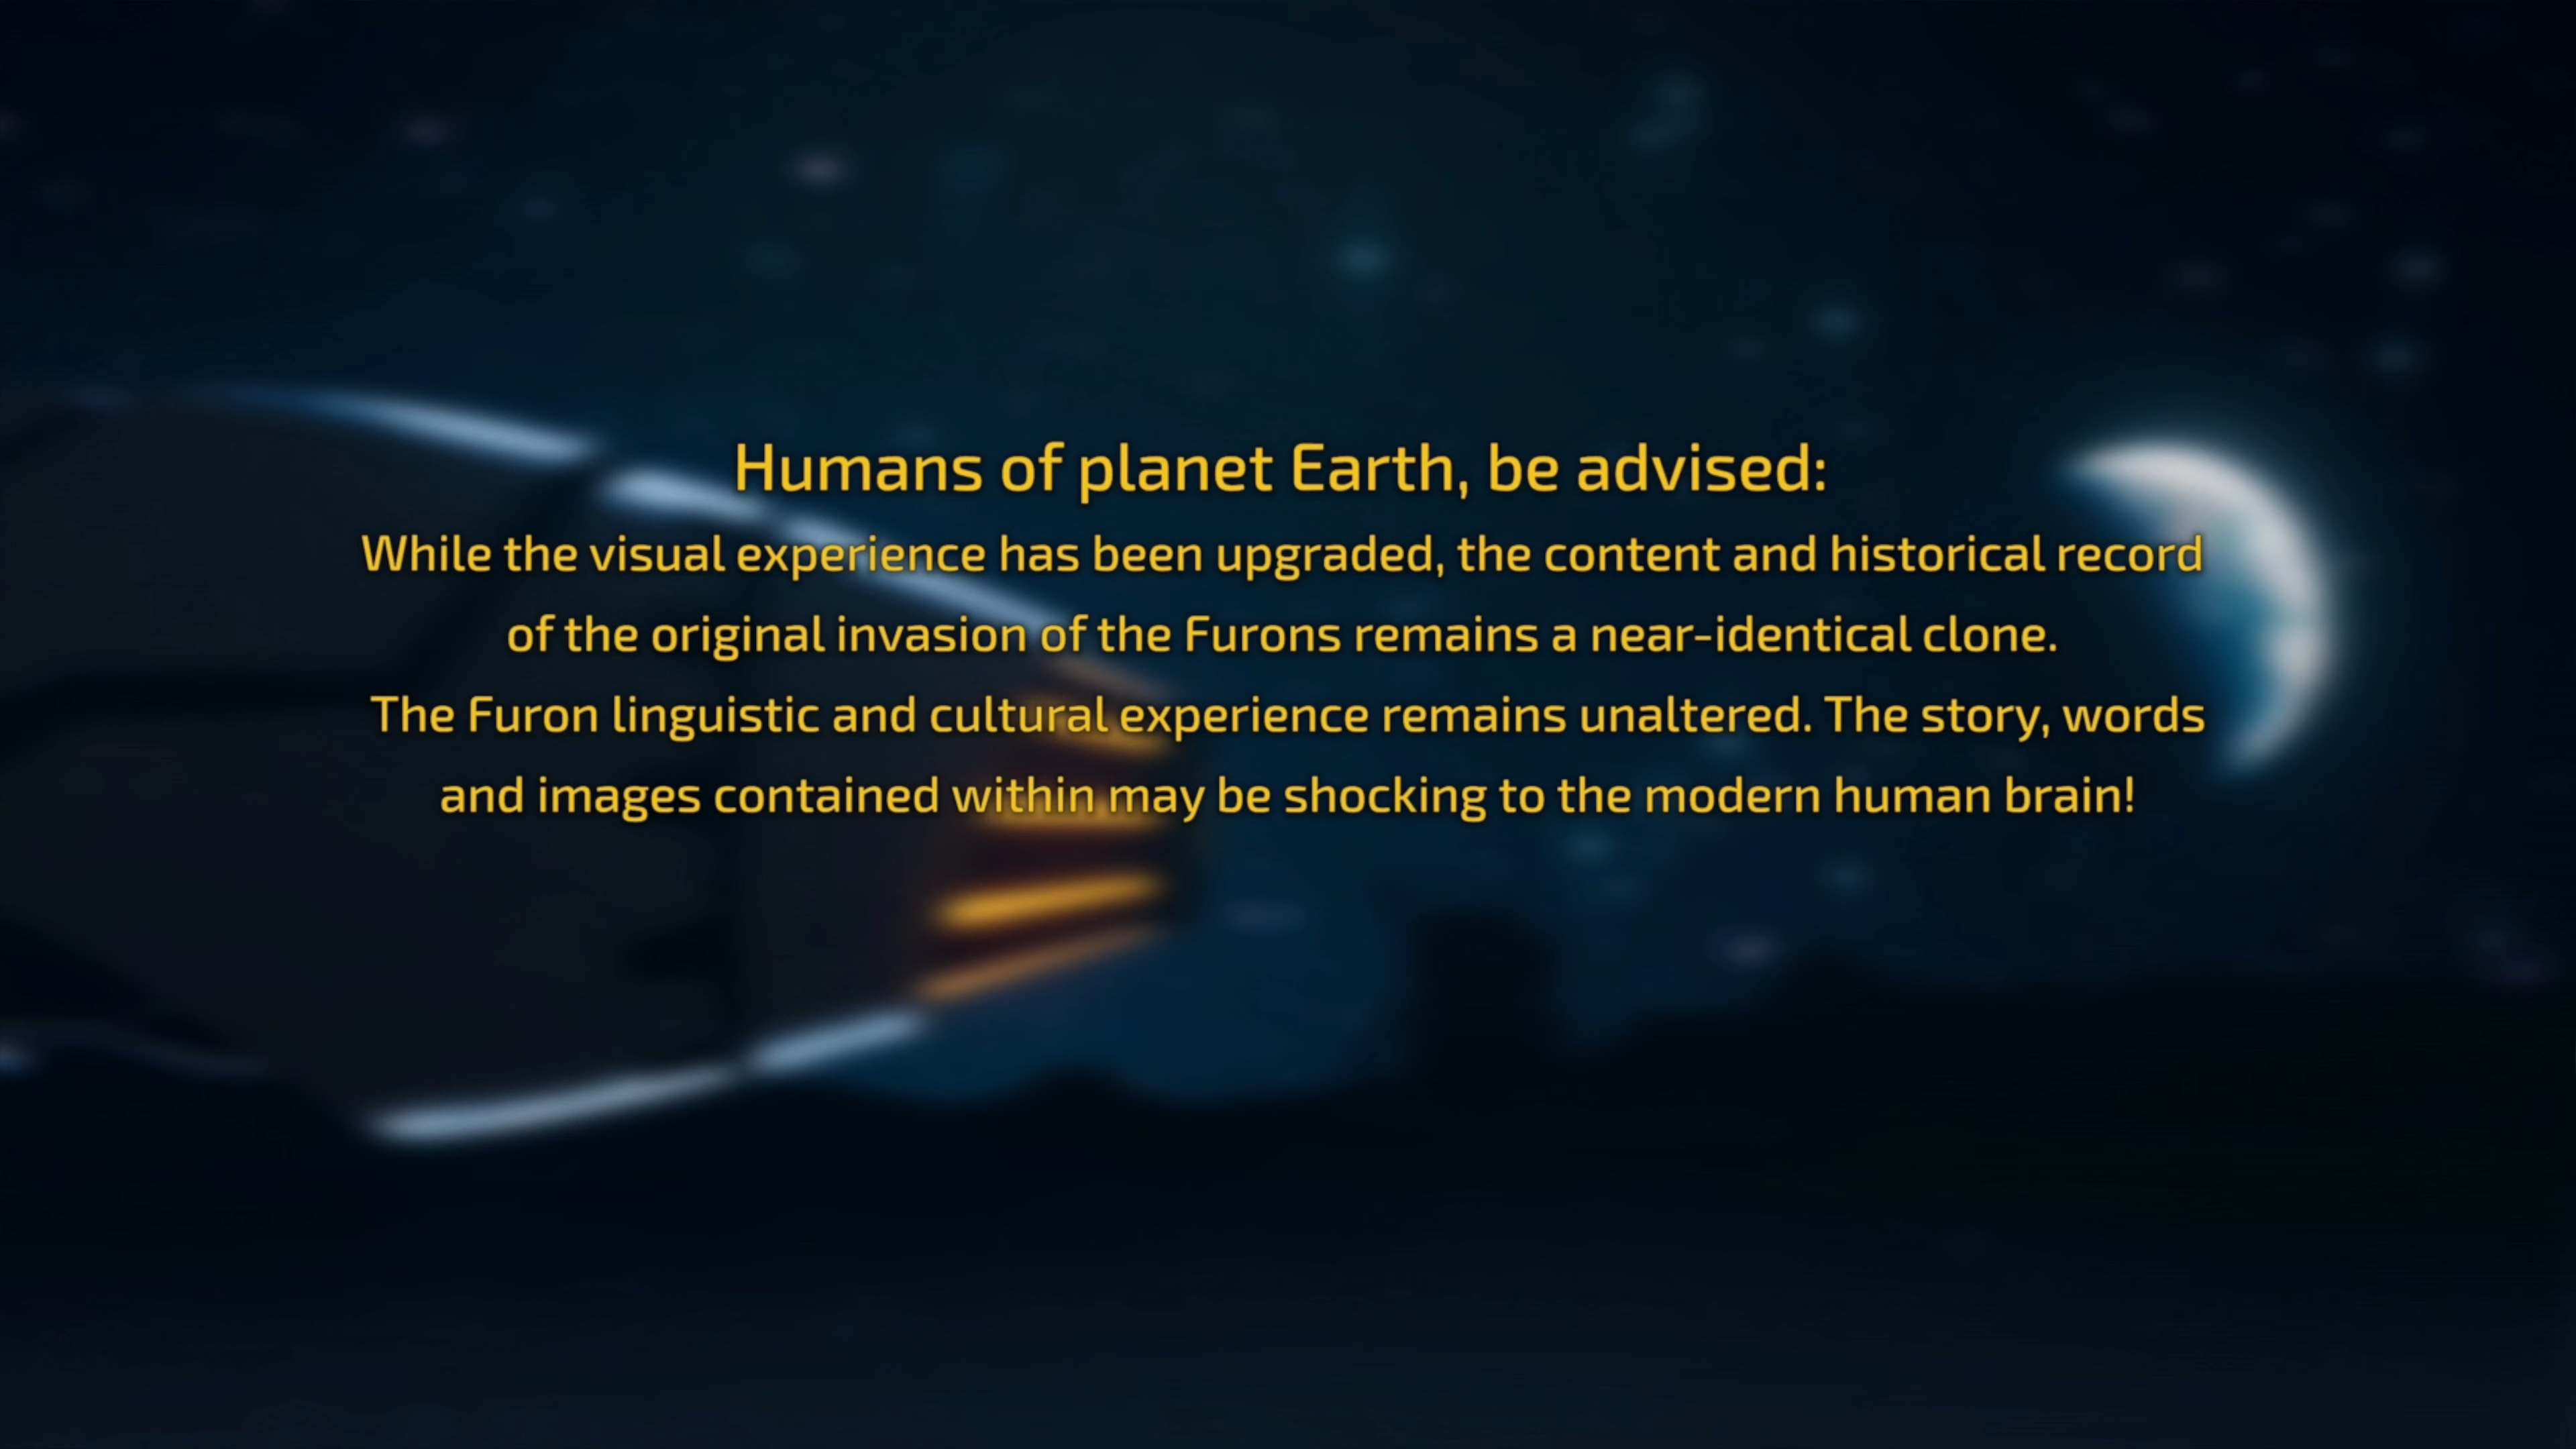 Humans of planet Earth, be advised:
While the visual experience has been upgraded, the content and historical record
of the original invasion of the Furons remains a near-identical clone.
The Furon linguistic and cultural experience remains unaltered. The story, words
and images contained within may be shocking to the modern human brain!